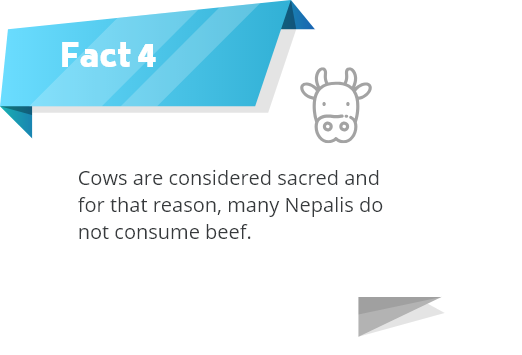 Fact 4
Cows are considered sacred and
for that reason, many Nepalis do
not consume beef.